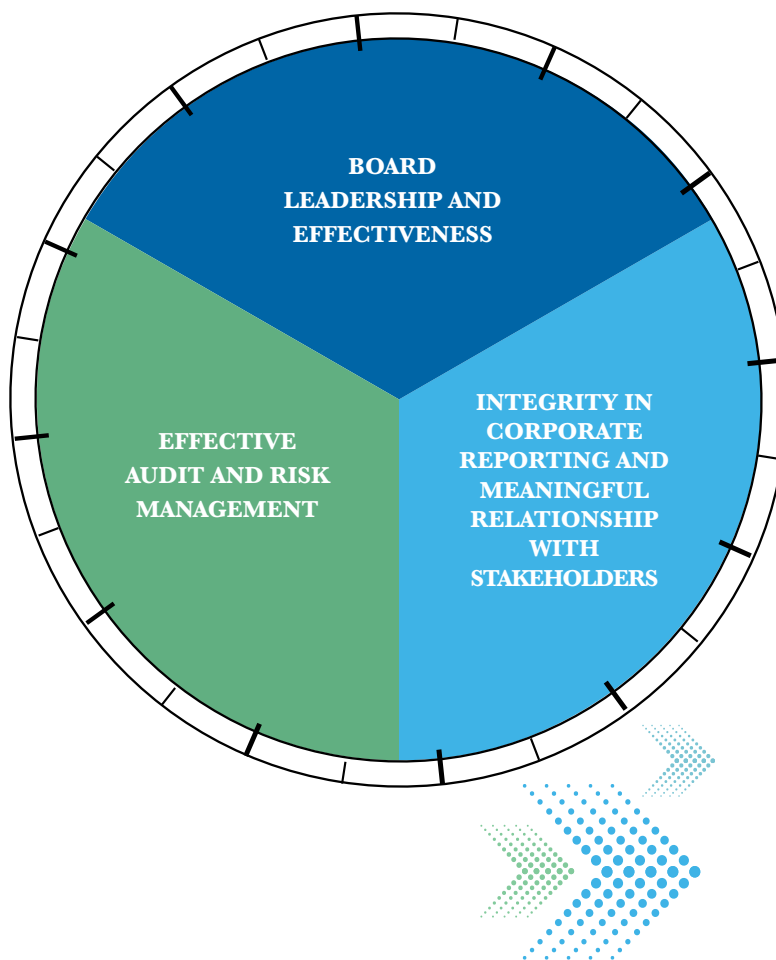 BOARD
LEADERSHIP AND
EFFECTIVENESS
INTEGRITY IN
CORPORATE
REPORTING AND
MEANINGFUL
RELATIONSHIP
WITH
STAKEHOLDERS
EFFECTIVE
AUDIT AND RISK
MANAGEMENT